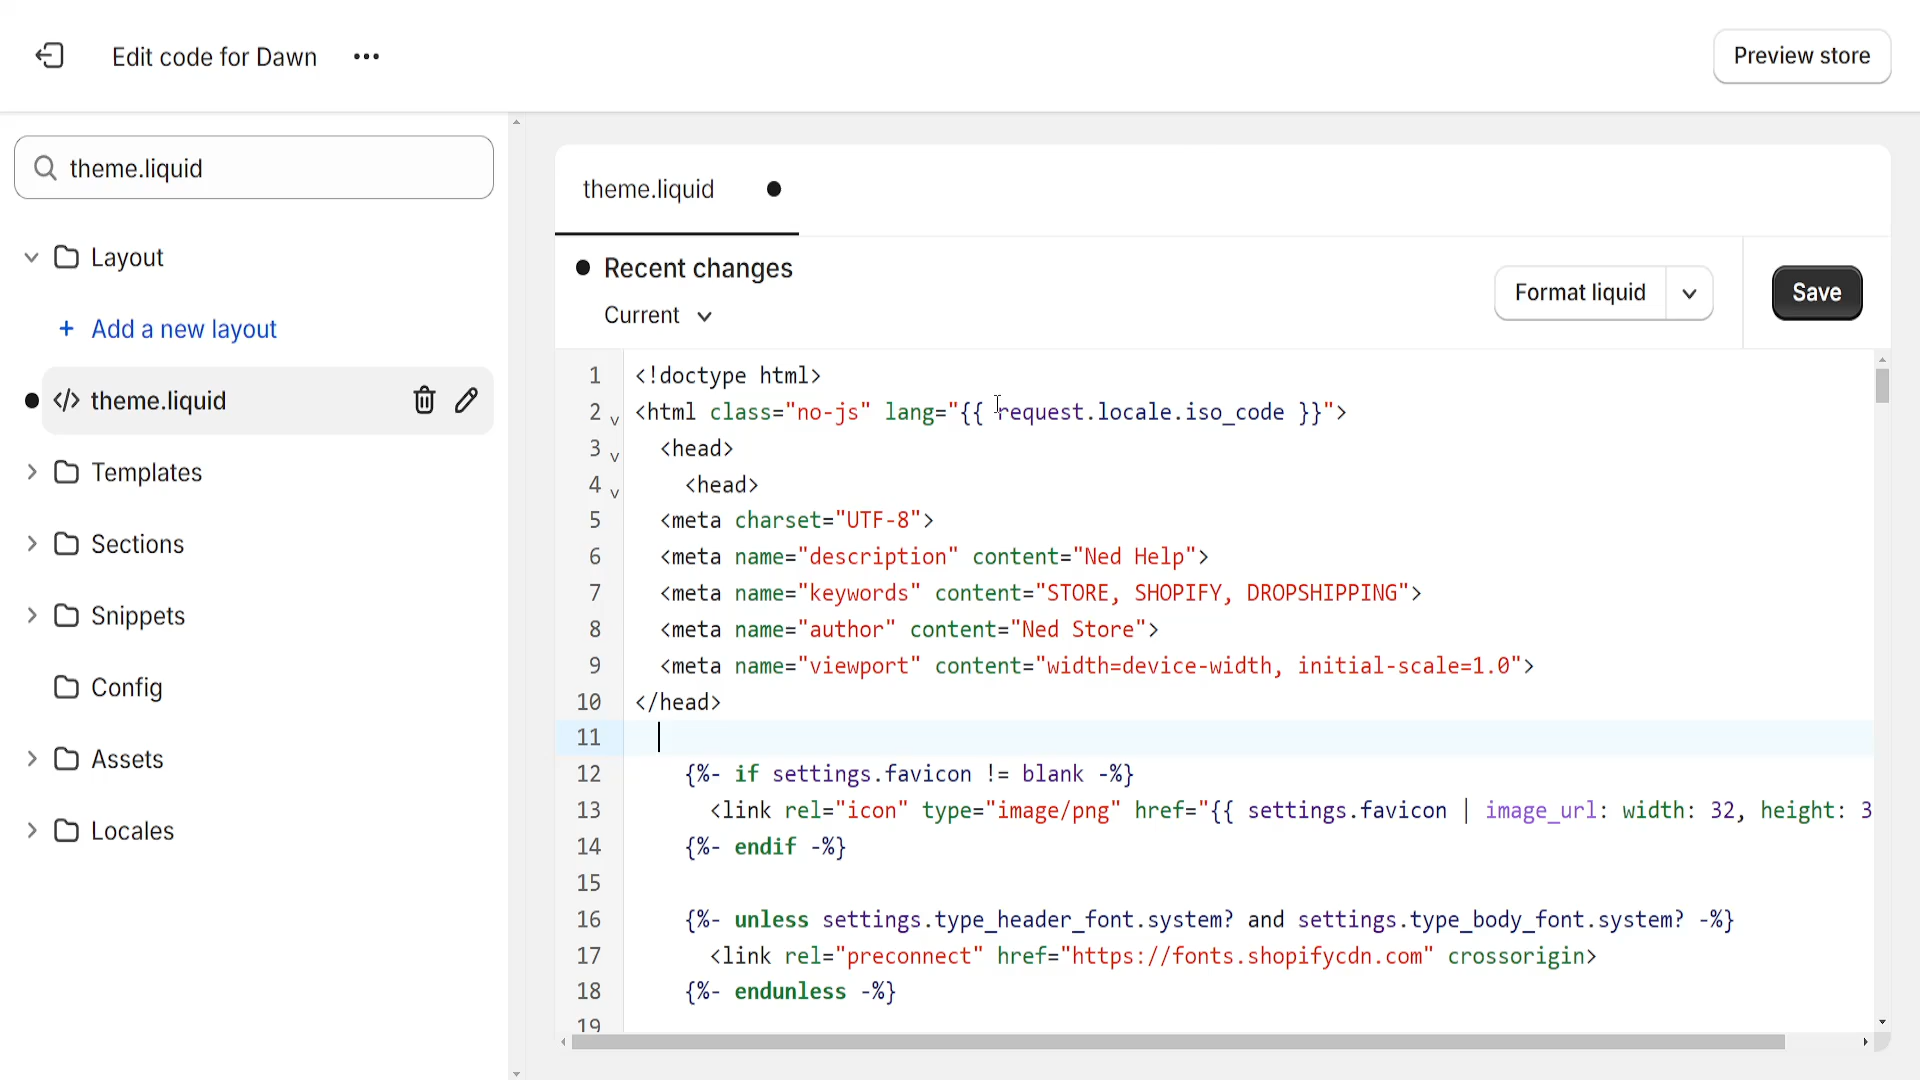 Edit code for Dawn
Preview store
theme.liquid
Layout
+ Add a new layout
</> theme.liquid
Templates
Sections
Snippets
Config
Assets
Locales
theme.liquid
Recent changes
Current
Format liquid
Save
1 <!doctype html>
2 <html class="no-js" lang="{{ request.locale.iso_code }}">
3 <head>
4 <head>
5 <meta charset="UTF-8">
6 <meta name="description" content="Ned Help">
7 <meta name="keywords" content="STORE, SHOPIFY, DROPSHIPPING">
8 <meta name="author" content="Ned Store">
9 <meta name="viewport" content="width=device-width, initial-scale=1.0">
10 </head>
11
12 {%- if settings.favicon != blank -%}
13 <link rel="icon" type="image/png" href="{{ settings.favicon | image_url: width: 32, height: 3
14 {%- endif -%}
15
16 {%- unless settings.type_header_font.system? and settings.type_body_font.system? -%}
17 <link rel="preconnect" href="https://fonts.shopifycdn.com" crossorigin>
18 {%- endunless -%}
19